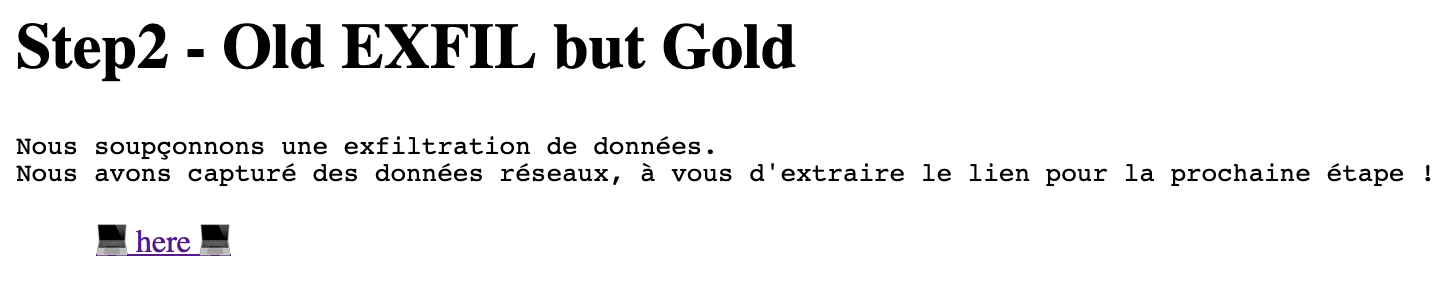 Step2 - Old EXFIL but Gold
Nous soupçonnons une exfiltration de données.
Nous avons capturé des données réseaux, à vous d'extraire le lien pour la prochaine étape !
💻 here 💻